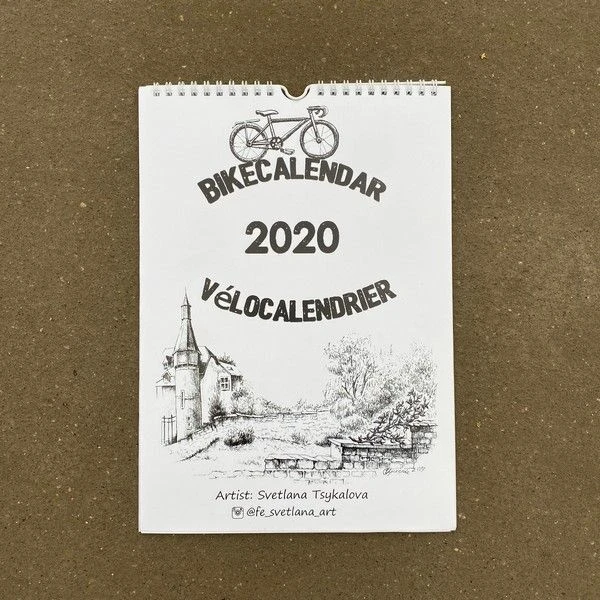 BIKECALENDAR
2020
VéLOCALENDRIER
Artist: Svetlana Tsykalova
@fe_svetlana_art